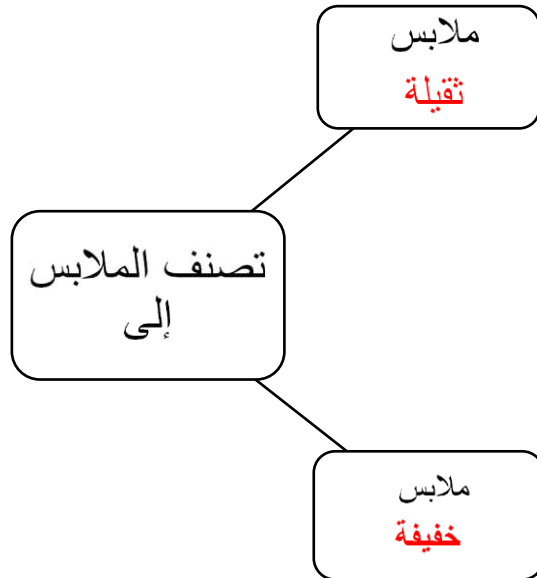 ملابس
ثقيلة
تصنف الملابس
إلى
ملابس
خفيفة